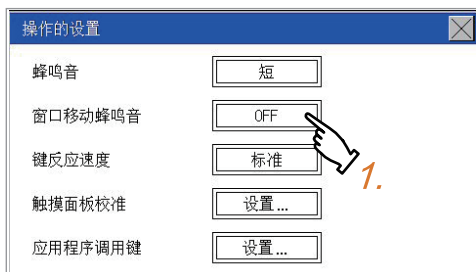 操作的设置
蜂鸣音 短
窗口移动蜂鸣音 OFF
键反应速度 标准
触摸面板校准 设置...
应用程序调用键 设置...
1.